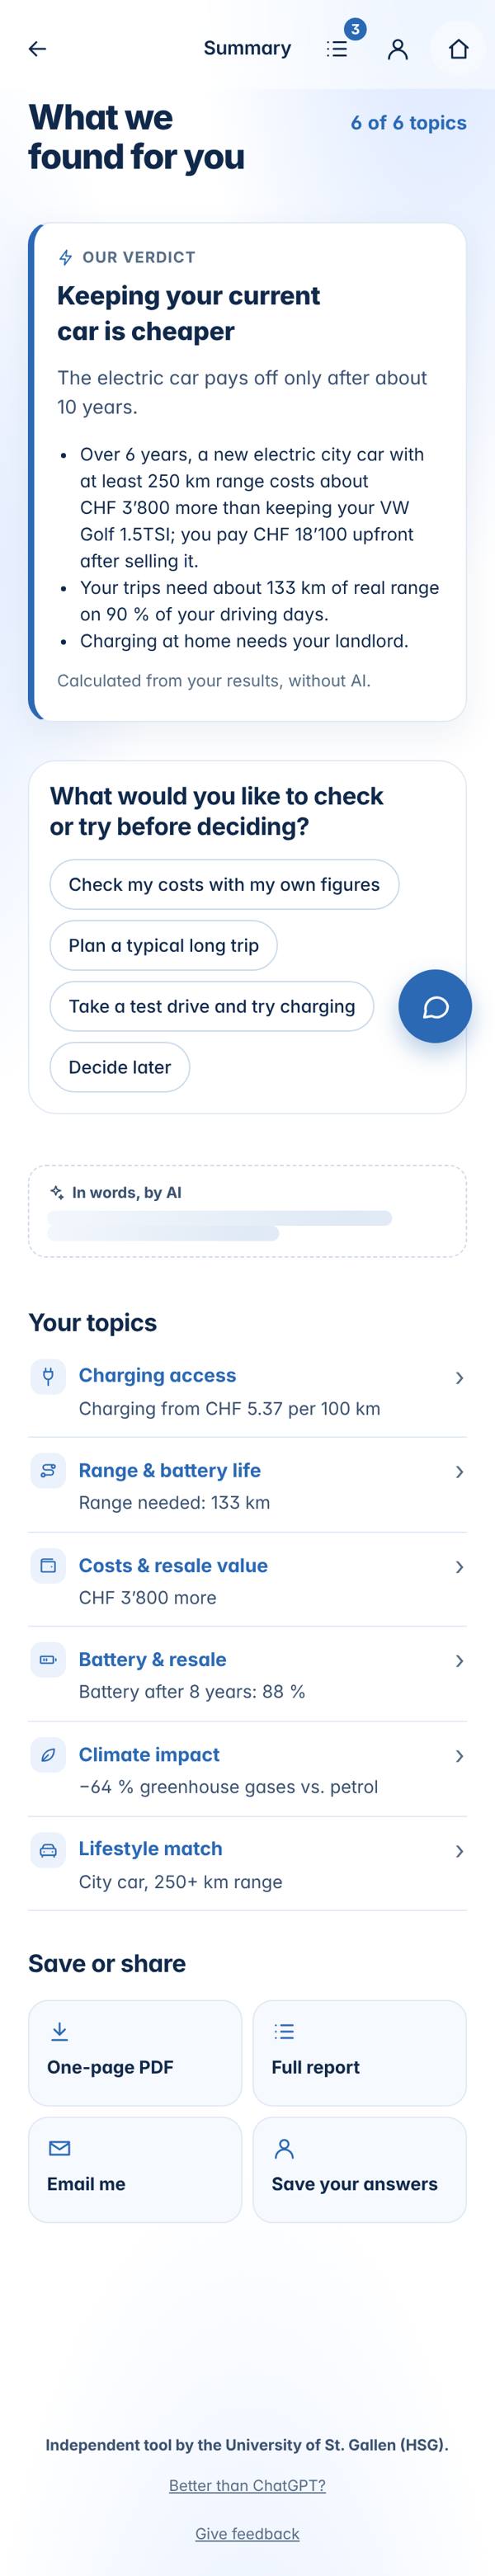 Summary
3
What we
found for you
6 of 6 topics
OUR VERDICT
Keeping your current
car is cheaper
The electric car pays off only after about
10 years.
• Over 6 years, a new electric city car with
at least 250 km range costs about
CHF 3’800 more than keeping your VW
Golf 1.5TSI; you pay CHF 18’100 upfront
after selling it.
• Your trips need about 133 km of real range
on 90 % of your driving days.
• Charging at home needs your landlord.
Calculated from your results, without AI.
What would you like to check
or try before deciding?
Check my costs with my own figures
Plan a typical long trip
Take a test drive and try charging
Decide later
In words, by AI
Your topics
Charging access
Charging from CHF 5.37 per 100 km
Range & battery life
Range needed: 133 km
Costs & resale value
CHF 3’800 more
Battery & resale
Battery after 8 years: 88 %
Climate impact
−64 % greenhouse gases vs. petrol
Lifestyle match
City car, 250+ km range
Save or share
One-page PDF
Full report
Email me
Save your answers
Independent tool by the University of St. Gallen (HSG).
Better than ChatGPT?
Give feedback